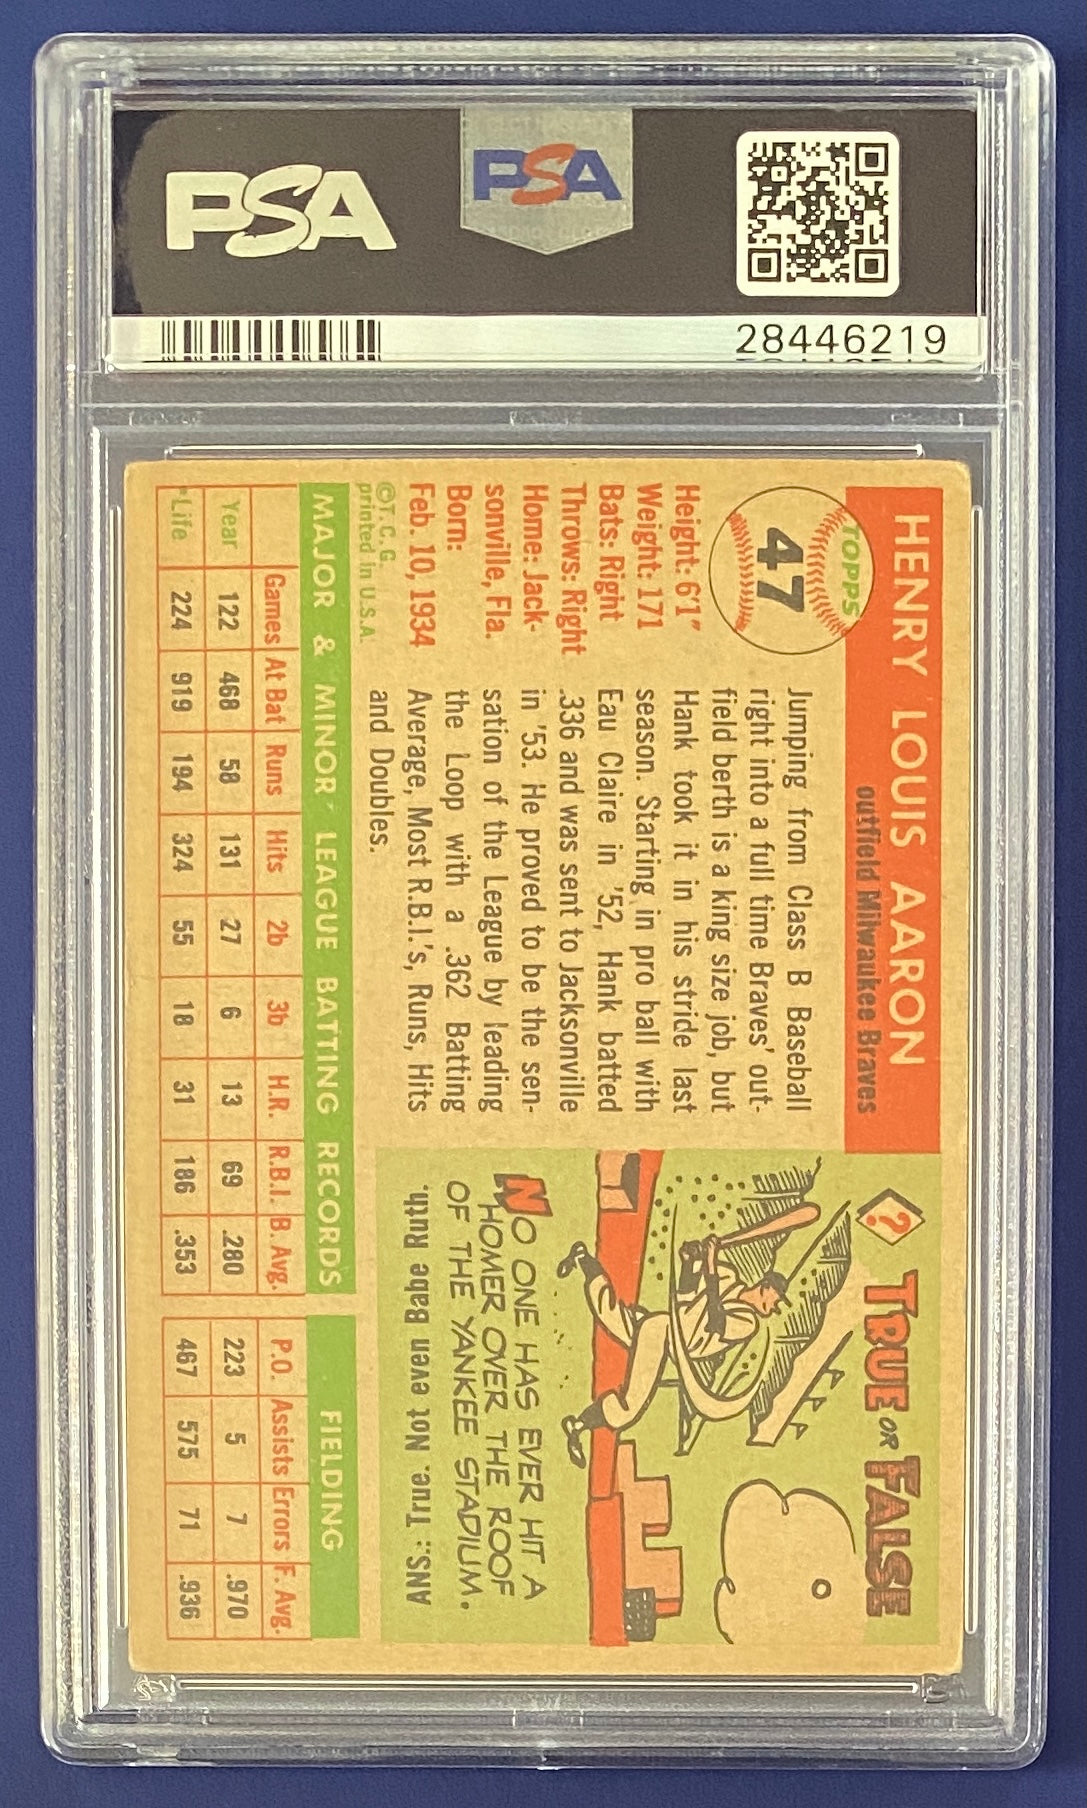 PSA
PSA
28446219
TOPPS
47
HENRY LOUIS AARON
outfield Milwaukee Braves
Height: 6'1"
Weight: 171
Bats: Right
Throws: Right
Home: Jack-
sonville, Fla.
Born:
Feb. 10, 1934
©T. C. G.
printed in U.S.A.
Jumping from Class B Baseball
right into a full time Braves' out-
field berth is a king size job, but
Hank took it in his stride last
season. Starting in pro ball with
Eau Claire in '52, Hank batted
.336 and was sent to Jacksonville
in '53. He proved to be the sen-
sation of the League by leading
the Loop with a .362 Batting
Average, Most R.B.I.'s, Runs, Hits
and Doubles.
?
TRUE OR FALSE
NO ONE HAS EVER HIT A
HOMER OVER THE ROOF
OF THE YANKEE STADIUM.
ANS.: True. Not even Babe Ruth.
MAJOR & MINOR LEAGUE BATTING RECORDS FIELDING
Games At Bat Runs Hits 2b 3b H.R. R.B.I. B. Avg. P.O. Assists Errors F. Avg.
Year 122 468 58 131 27 6 13 69 .280 223 5 7 .970
Life 224 919 194 324 55 18 31 186 .353 467 575 71 .936